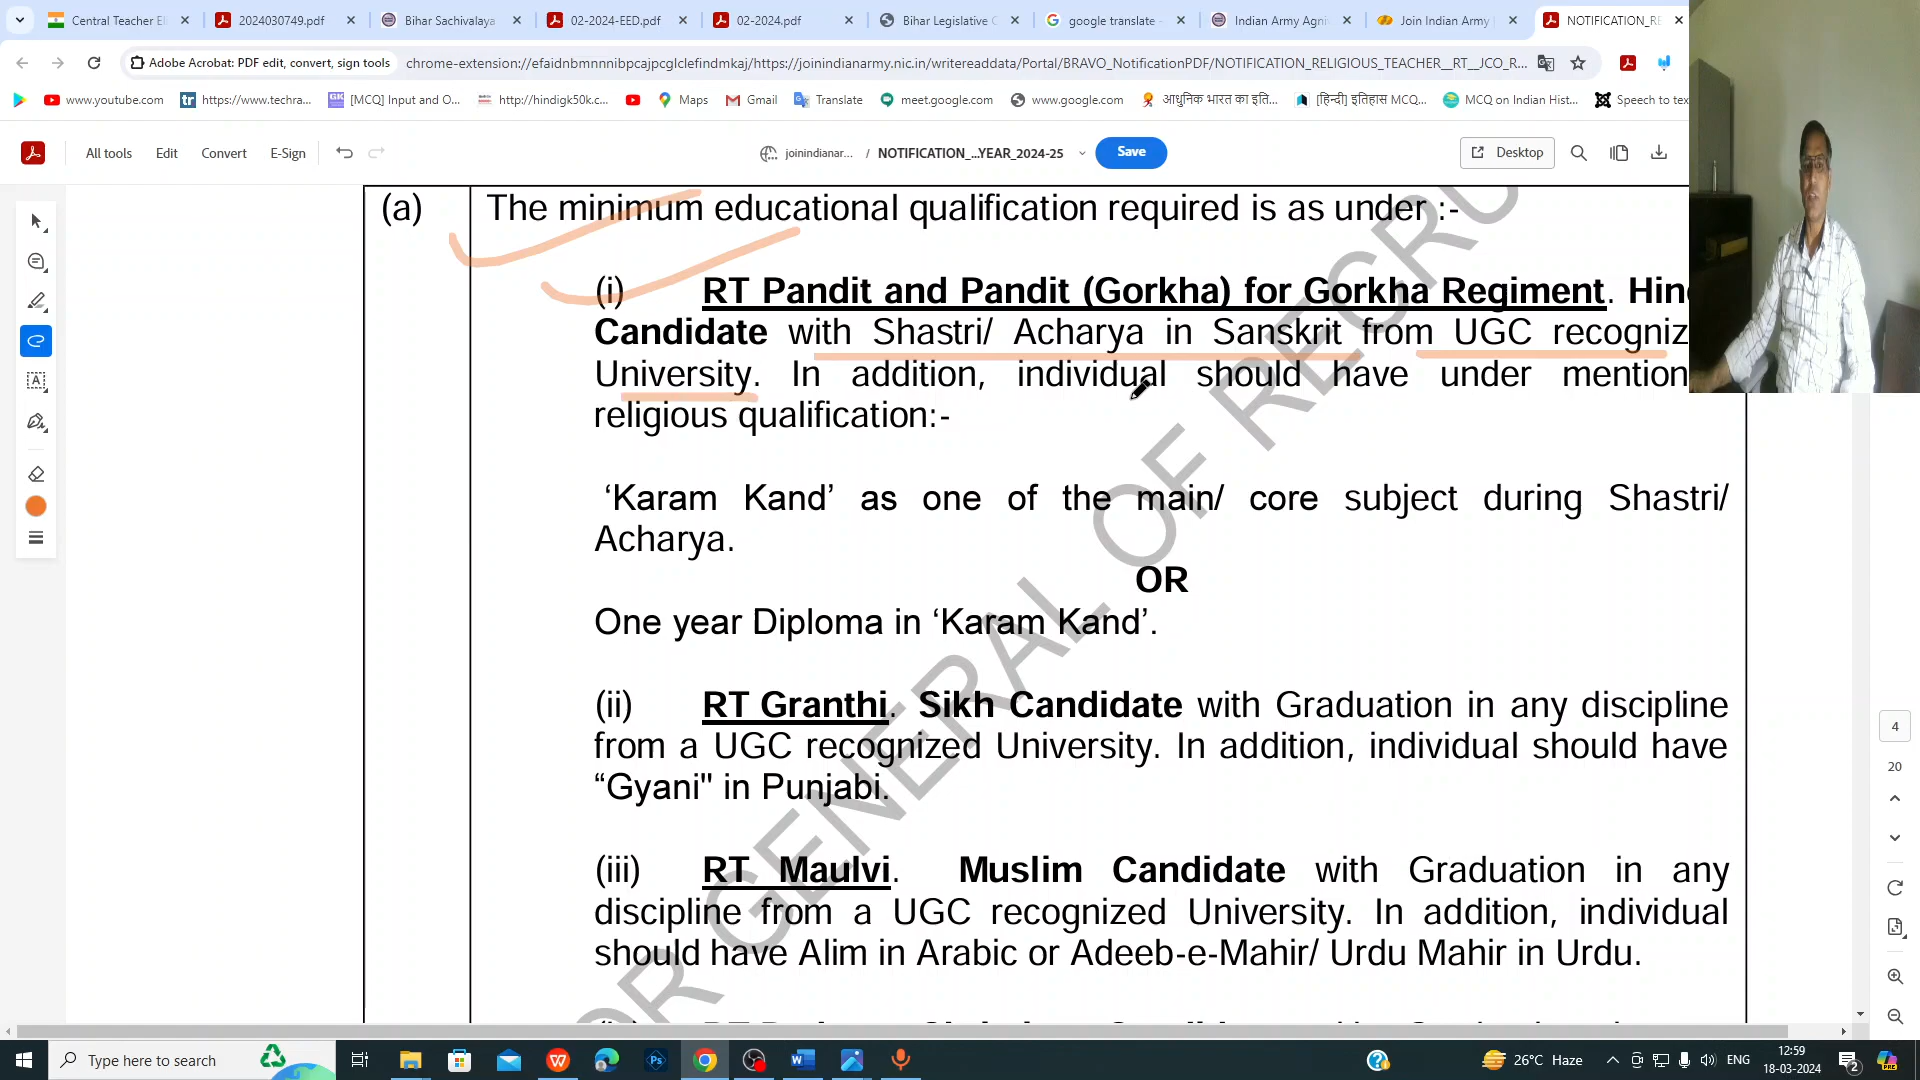 Central Teacher El
2024030749.pdf
Bihar Sachivalaya
02-2024-EED.pdf
02-2024.pdf
Bihar Legislative C
google translate -
Indian Army Agni
Join Indian Army
NOTIFICATION_RE
Adobe Acrobat: PDF edit, convert, sign tools
chrome-extension://efaidnbmnnnibpcajpcglclefindmkaj/https://joinindianarmy.nic.in/writereaddata/Portal/BRAVO_NotificationPDF/NOTIFICATION_RELIGIOUS_TEACHER__RT__JCO_R...
www.youtube.com
https://www.techra...
[MCQ] Input and O...
http://hindigk50k.c...
Maps
Gmail
Translate
meet.google.com
www.google.com
आधुनिक भारत का इति...
[हिन्दी] इतिहास MCQ...
MCQ on Indian Hist...
Speech to tex
All tools
Edit
Convert
E-Sign
joinindianar...
/
NOTIFICATION_...YEAR_2024-25
Save
Desktop
(a)
The minimum educational qualification required is as under :-
(i) RT Pandit and Pandit (Gorkha) for Gorkha Regiment. Hin
Candidate with Shastri/ Acharya in Sanskrit from UGC recogniz
University. In addition, individual should have under mention
religious qualification:-
‘Karam Kand’ as one of the main/ core subject during Shastri/
Acharya.
OR
One year Diploma in ‘Karam Kand’.
(ii) RT Granthi. Sikh Candidate with Graduation in any discipline
from a UGC recognized University. In addition, individual should have
“Gyani" in Punjabi.
(iii) RT Maulvi. Muslim Candidate with Graduation in any
discipline from a UGC recognized University. In addition, individual
should have Alim in Arabic or Adeeb-e-Mahir/ Urdu Mahir in Urdu.
OR GENERAL OF RECRU
4
20
Type here to search
26°C Haze
ENG
12:59
18-03-2024
2